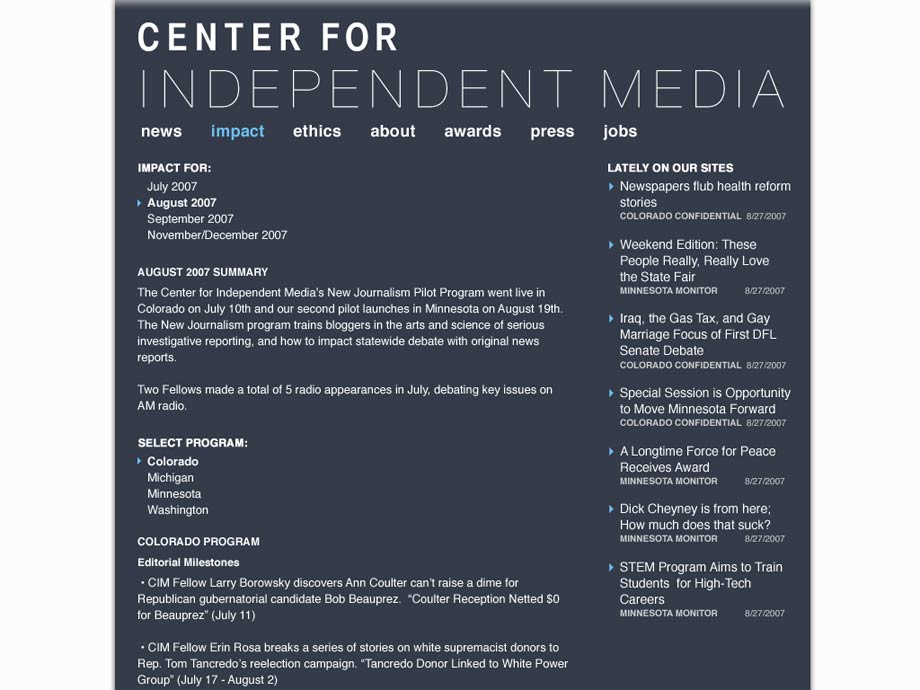 CENTER FOR
INDEPENDENT MEDIA
news impact ethics about awards press jobs
IMPACT FOR:
July 2007
August 2007
September 2007
November/December 2007
AUGUST 2007 SUMMARY
The Center for Independent Media's New Journalism Pilot Program went live in
Colorado on July 10th and our second pilot launches in Minnesota on August 19th.
The New Journalism program trains bloggers in the arts and science of serious
investigative reporting, and how to impact statewide debate with original news
reports.
Two Fellows made a total of 5 radio appearances in July, debating key issues on
AM radio.
SELECT PROGRAM:
Colorado
Michigan
Minnesota
Washington
COLORADO PROGRAM
Editorial Milestones
• CIM Fellow Larry Borowsky discovers Ann Coulter can't raise a dime for
Republican gubernatorial candidate Bob Beauprez. “Coulter Reception Netted $0
for Beauprez” (July 11)
• CIM Fellow Erin Rosa breaks a series of stories on white supremacist donors to
Rep. Tom Tancredo's reelection campaign. “Tancredo Donor Linked to White Power
Group” (July 17 - August 2)
LATELY ON OUR SITES
Newspapers flub health reform
stories
COLORADO CONFIDENTIAL 8/27/2007
Weekend Edition: These
People Really, Really Love
the State Fair
MINNESOTA MONITOR 8/27/2007
Iraq, the Gas Tax, and Gay
Marriage Focus of First DFL
Senate Debate
COLORADO CONFIDENTIAL 8/27/2007
Special Session is Opportunity
to Move Minnesota Forward
COLORADO CONFIDENTIAL 8/27/2007
A Longtime Force for Peace
Receives Award
MINNESOTA MONITOR 8/27/2007
Dick Cheyney is from here;
How much does that suck?
MINNESOTA MONITOR 8/27/2007
STEM Program Aims to Train
Students for High-Tech
Careers
MINNESOTA MONITOR 8/27/2007